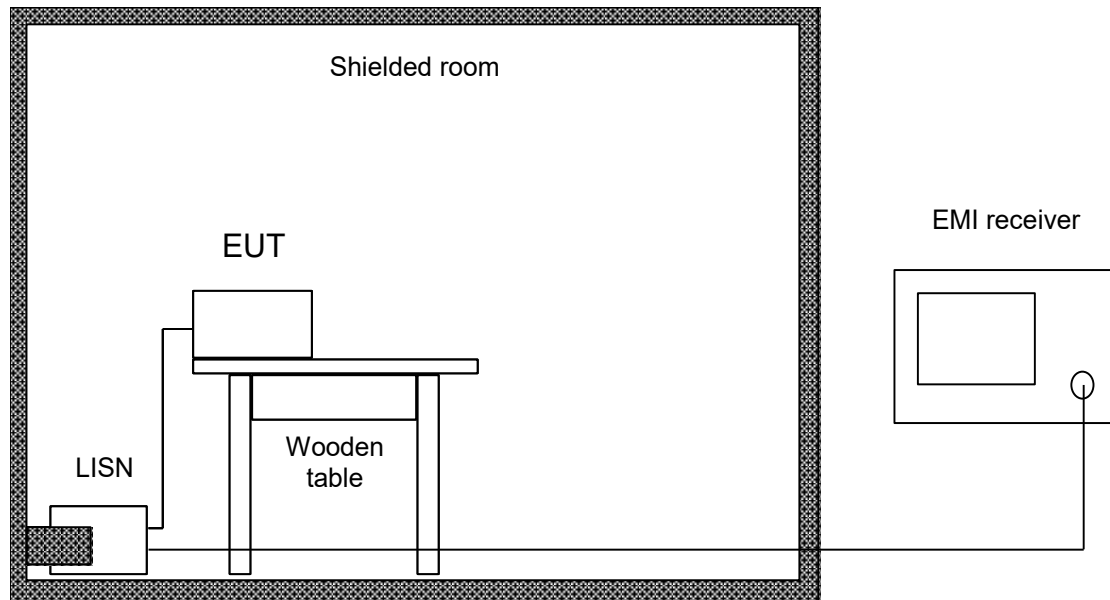 Shielded room
EMI receiver
EUT
Wooden
table
LISN